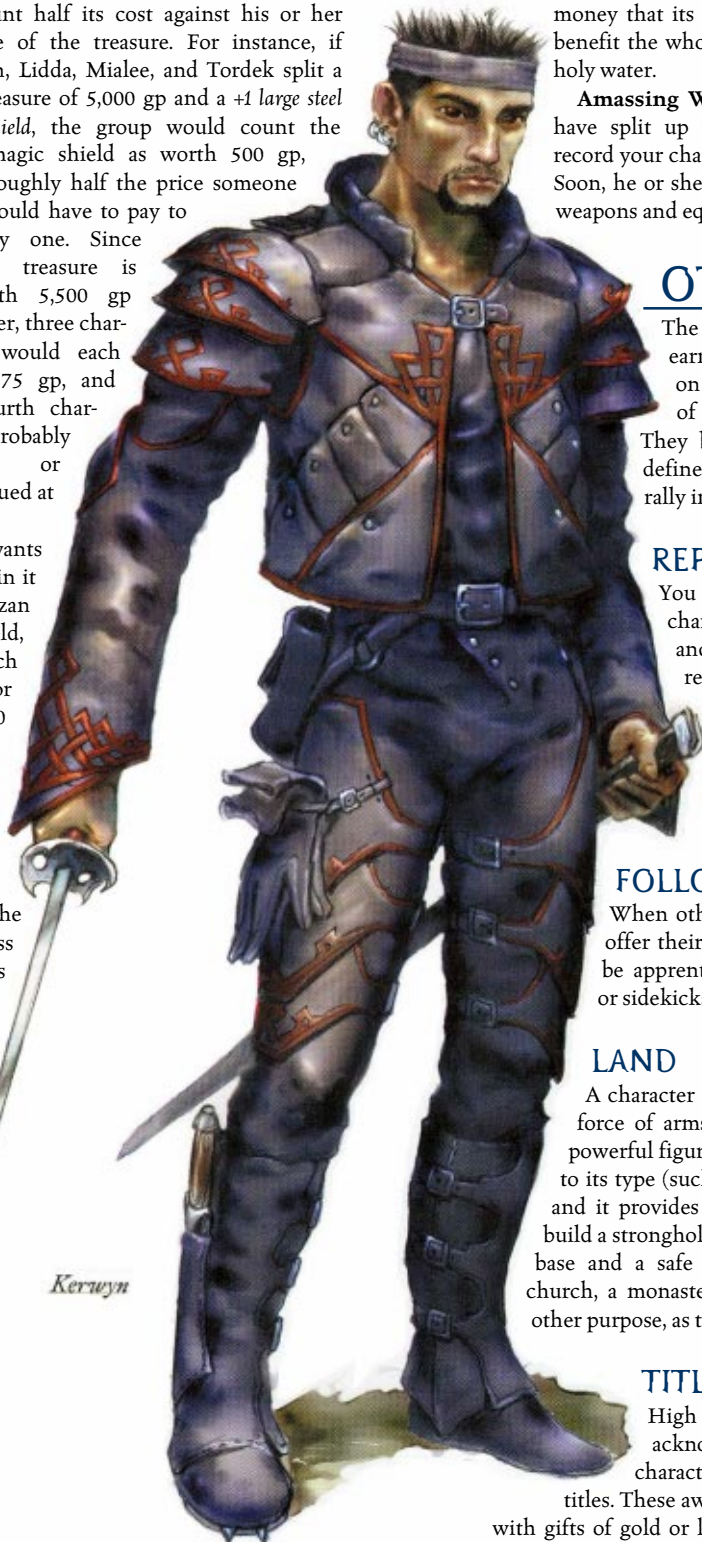 unt half its cost against his or her
e of the treasure. For instance, if
n, Lidda, Mialee, and Tordek split a
easure of 5,000 gp and a +1 large steel
ield, the group would count the
magic shield as worth 500 gp,
oughly half the price someone
ould have to pay to
y one. Since
treasure is
th 5,500 gp
er, three char-
would each
75 gp, and
urth char-
robably
or
ued at
vants
in it
zan
ld,
ch
or
0
he
ss
s
Kerwyn
money that its
benefit the who
holy water.
Amassing W
have split up
record your cha
Soon, he or she
weapons and eq
OT
The
earn
on
of
They h
define
rally in
REP
You
char
and
re
FOLLO
When oth
offer their
be apprent
or sidekicks
LAND
A character
force of arms
powerful figur
to its type (suc
and it provides
build a stronghol
base and a safe
church, a monaste
other purpose, as t
TITL
High
ackno
charact
titles. These aw
with gifts of gold or l